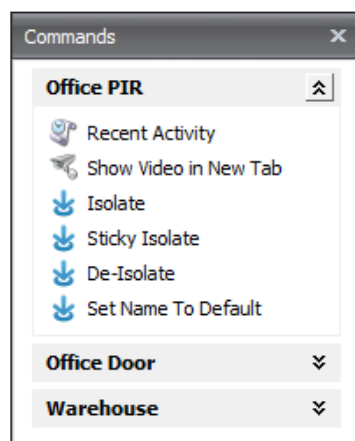 Commands
Office PIR
Recent Activity
Show Video in New Tab
Isolate
Sticky Isolate
De-Isolate
Set Name To Default
Office Door
Warehouse